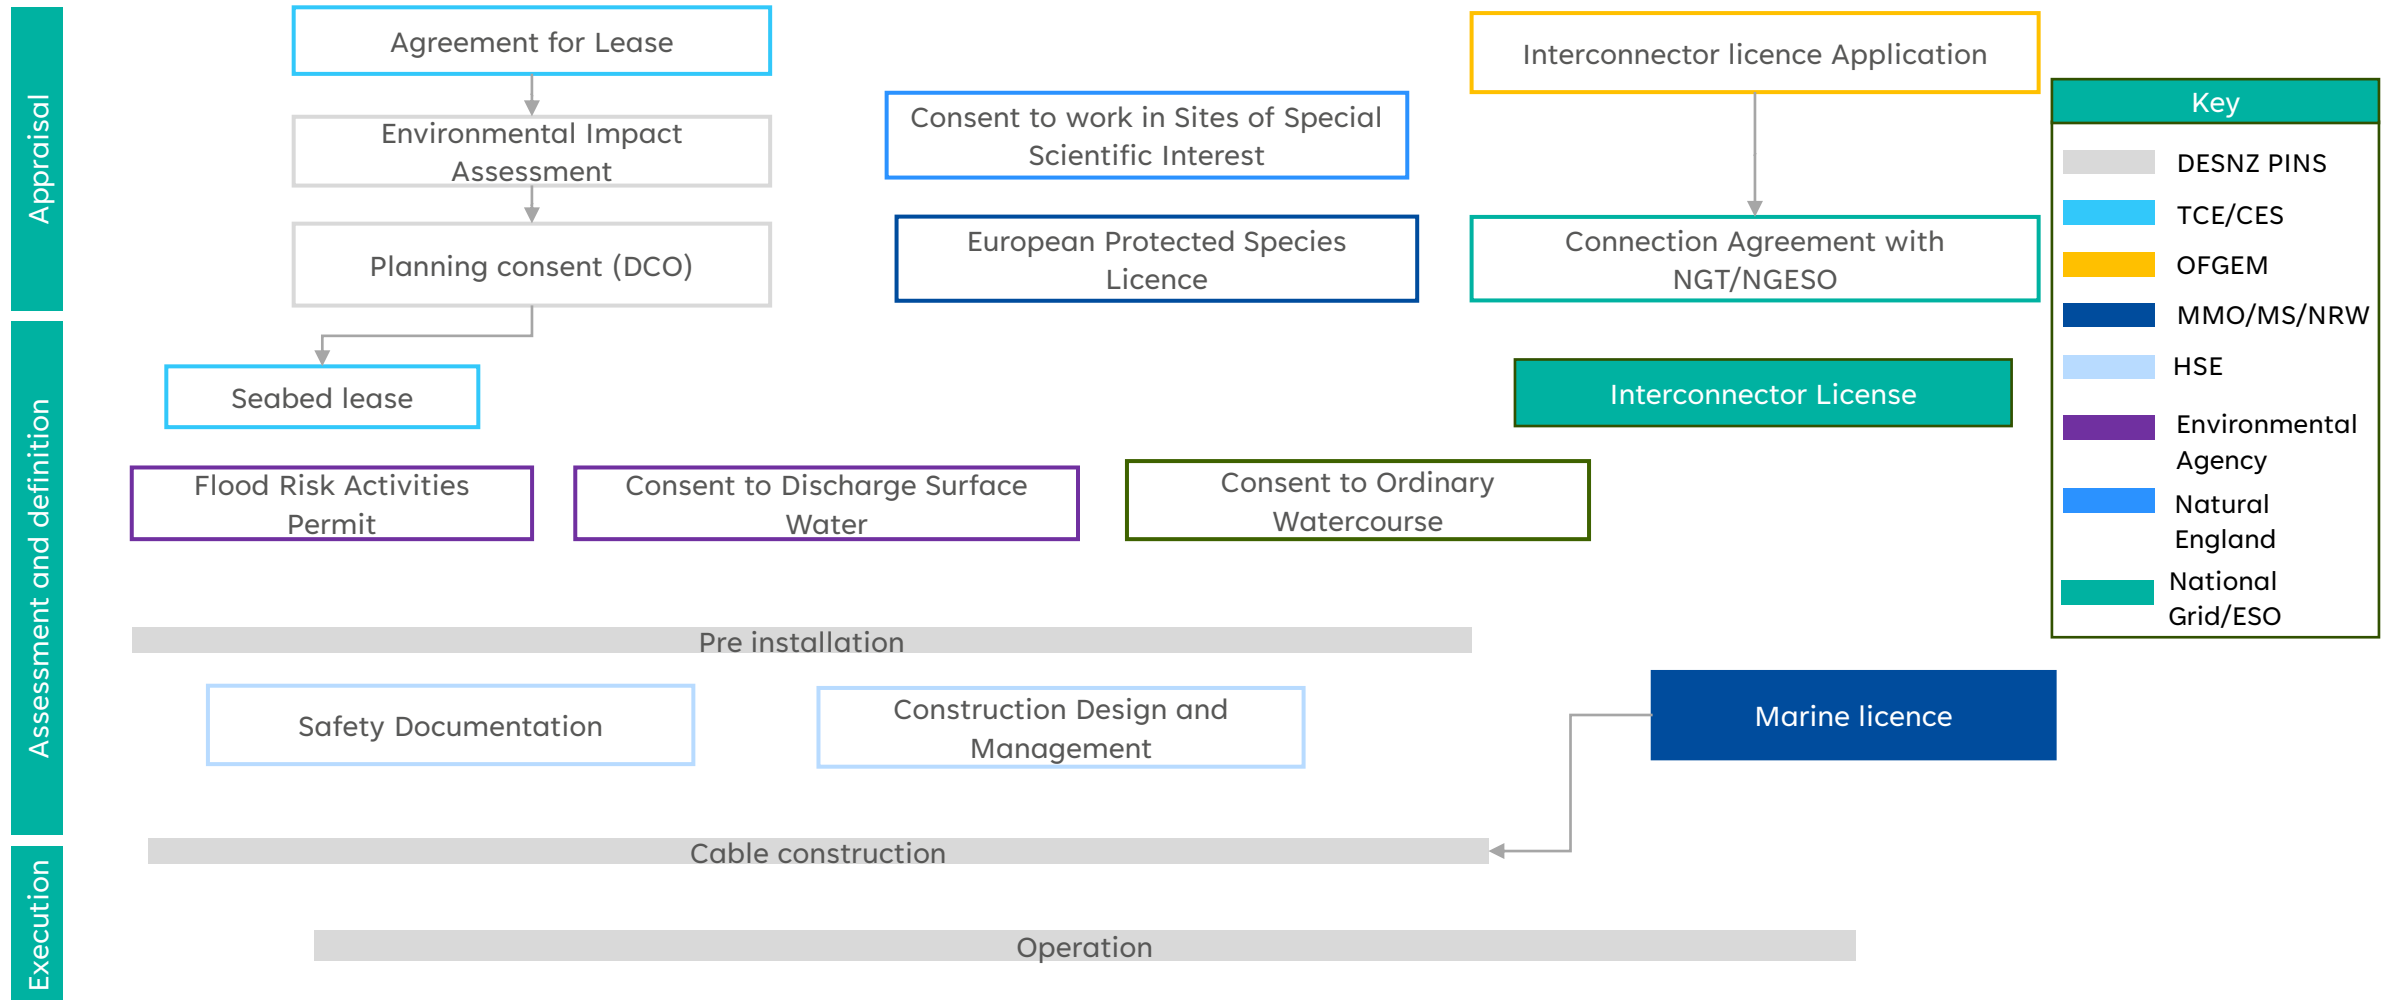 Appraisal
Agreement for Lease
Environmental Impact
Assessment
Planning consent (DCO)
Consent to work in Sites of Special
Scientific Interest
European Protected Species
Licence
Interconnector licence Application
Connection Agreement with
NGT/NGESO
Assessment and definition
Seabed lease
Interconnector License
Flood Risk Activities
Permit
Consent to Discharge Surface
Water
Consent to Ordinary
Watercourse
Pre installation
Safety Documentation
Construction Design and
Management
Marine licence
Execution
Cable construction
Operation
Key
DESNZ PINS
TCE/CES
OFGEM
MMO/MS/NRW
HSE
Environmental
Agency
Natural
England
National
Grid/ESO